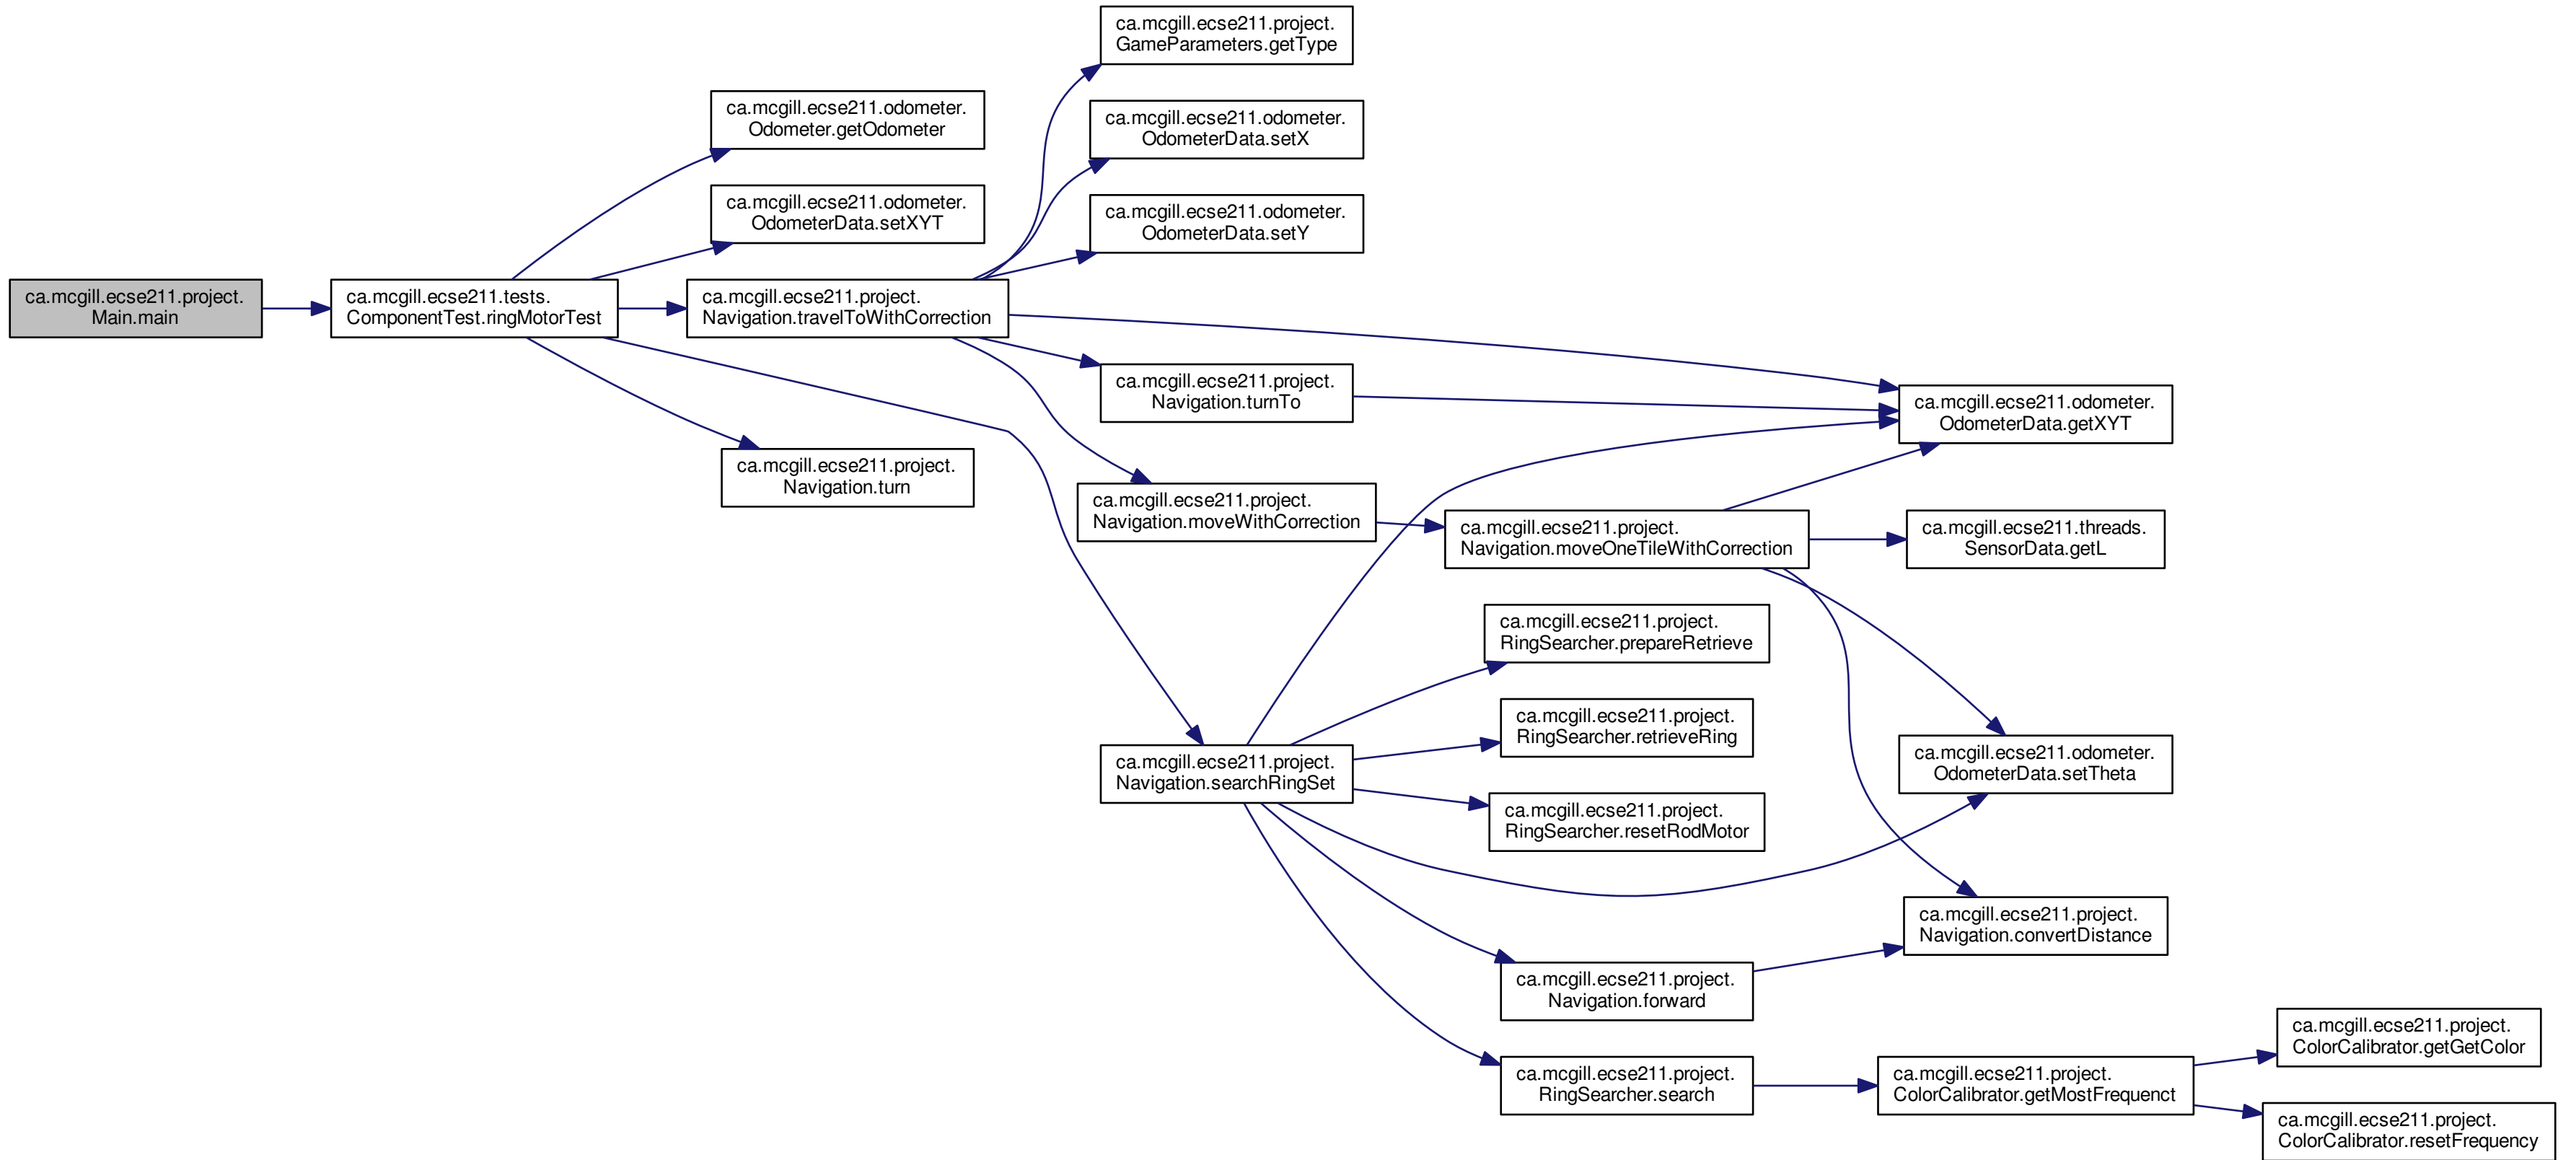 ca.mcgill.ecse211.project.
Main.main
ca.mcgill.ecse211.tests.
ComponentTest.ringMotorTest
ca.mcgill.ecse211.odometer.
Odometer.getOdometer
ca.mcgill.ecse211.odometer.
OdometerData.setXYT
ca.mcgill.ecse211.project.
Navigation.travelToWithCorrection
ca.mcgill.ecse211.project.
Navigation.turn
ca.mcgill.ecse211.project.
GameParameters.getType
ca.mcgill.ecse211.odometer.
OdometerData.setX
ca.mcgill.ecse211.odometer.
OdometerData.setY
ca.mcgill.ecse211.project.
Navigation.turnTo
ca.mcgill.ecse211.project.
Navigation.moveWithCorrection
ca.mcgill.ecse211.project.
Navigation.searchRingSet
ca.mcgill.ecse211.project.
Navigation.moveOneTileWithCorrection
ca.mcgill.ecse211.project.
RingSearcher.prepareRetrieve
ca.mcgill.ecse211.project.
RingSearcher.retrieveRing
ca.mcgill.ecse211.project.
RingSearcher.resetRodMotor
ca.mcgill.ecse211.project.
Navigation.forward
ca.mcgill.ecse211.project.
RingSearcher.search
ca.mcgill.ecse211.odometer.
OdometerData.getXYT
ca.mcgill.ecse211.threads.
SensorData.getL
ca.mcgill.ecse211.odometer.
OdometerData.setTheta
ca.mcgill.ecse211.project.
Navigation.convertDistance
ca.mcgill.ecse211.project.
ColorCalibrator.getMostFrequenct
ca.mcgill.ecse211.project.
ColorCalibrator.getGetColor
ca.mcgill.ecse211.project.
ColorCalibrator.resetFrequency